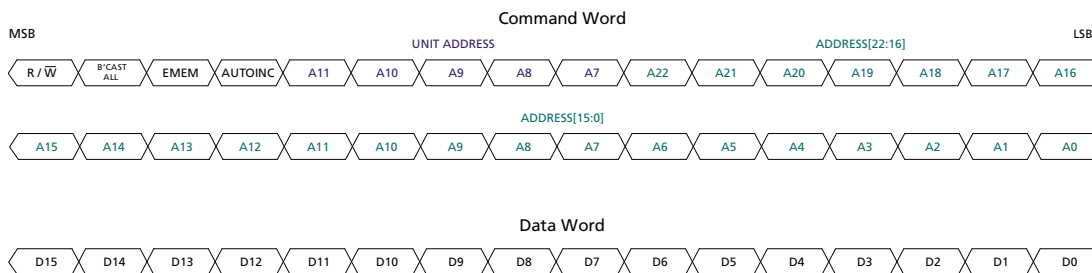 Command Word
MSB LSB
UNIT ADDRESS ADDRESS[22:16]
R / W B'CAST ALL EMEM AUTOINC A11 A10 A9 A8 A7 A22 A21 A20 A19 A18 A17 A16
ADDRESS[15:0]
A15 A14 A13 A12 A11 A10 A9 A8 A7 A6 A5 A4 A3 A2 A1 A0
Data Word
D15 D14 D13 D12 D11 D10 D9 D8 D7 D6 D5 D4 D3 D2 D1 D0